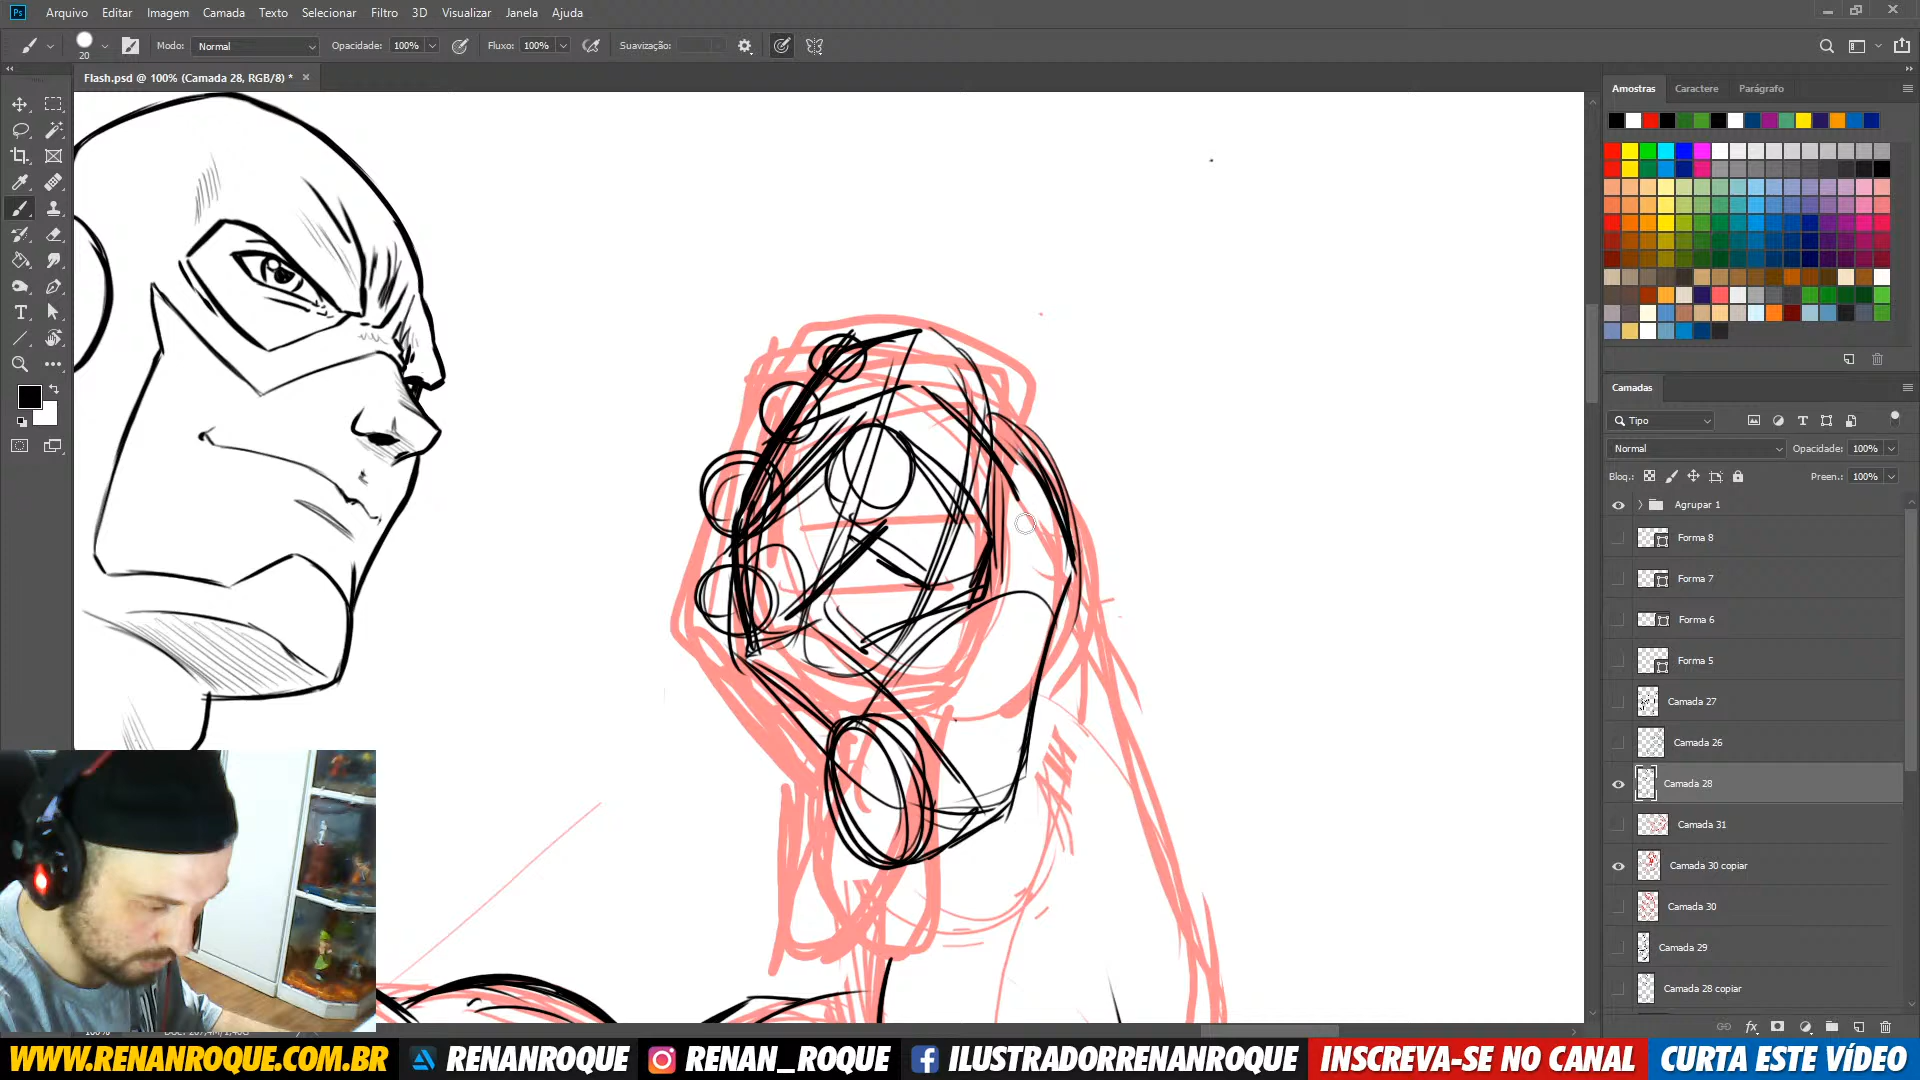 Ps Arquivo Editar Imagem Camada Texto Selecionar Filtro 3D Visualizar Janela Ajuda
20 Modo: Normal Opacidade: 100% Fluxo: 100% Suavização:
Flash.psd @ 100% (Camada 28, RGB/8) *
Amostras Caractere Parágrafo
Camadas
Tipo
Normal Opacidade: 100%
Bloq.: Preen.: 100%
Agrupar 1
Forma 8
Forma 7
Forma 6
Forma 5
Camada 27
Camada 26
Camada 28
Camada 31
Camada 30 copiar
Camada 30
Camada 29
Camada 28 copiar
WWW.RENANROQUE.COM.BR RENANROQUE RENAN_ROQUE ILUSTRADORRENANROQUE INSCREVA-SE NO CANAL CURTA ESTE VÍDEO